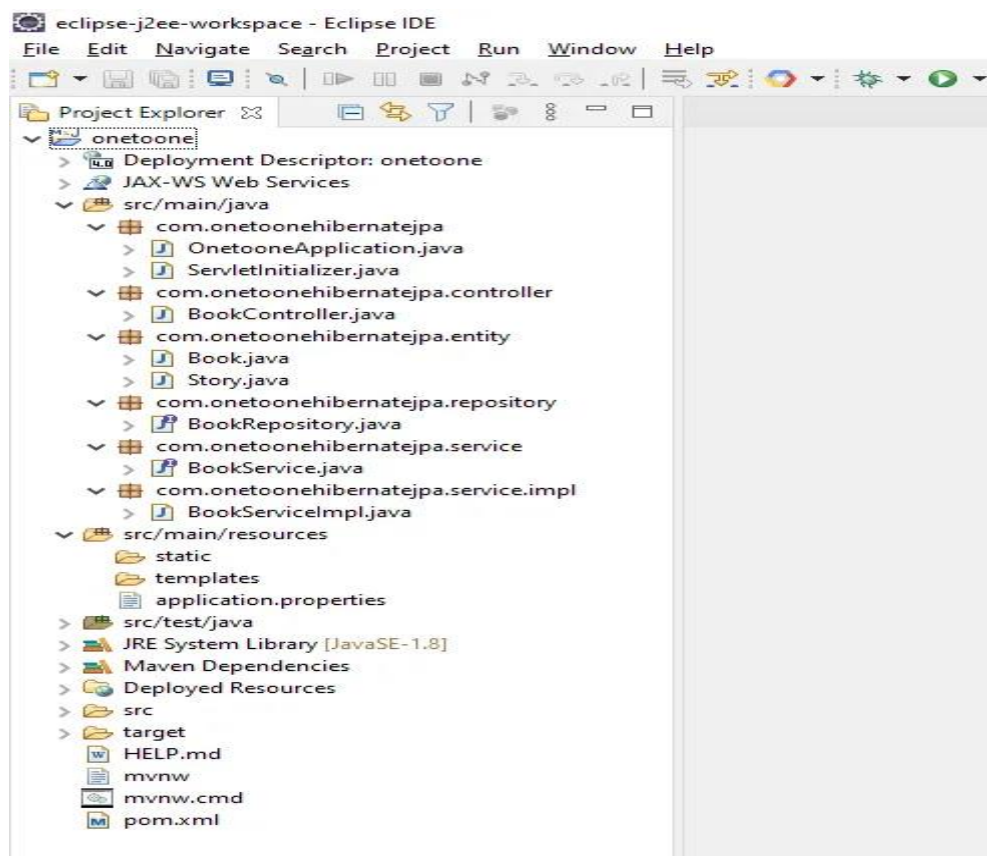 eclipse-j2ee-workspace - Eclipse IDE
File Edit Navigate Search Project Run Window Help
Project Explorer
onetoone
Deployment Descriptor: onetoone
JAX-WS Web Services
src/main/java
com.onetoonehibernatejpa
OnetooneApplication.java
ServletInitializer.java
com.onetoonehibernatejpa.controller
BookController.java
com.onetoonehibernatejpa.entity
Book.java
Story.java
com.onetoonehibernatejpa.repository
BookRepository.java
com.onetoonehibernatejpa.service
BookService.java
com.onetoonehibernatejpa.service.impl
BookServiceImpl.java
src/main/resources
static
templates
application.properties
src/test/java
JRE System Library [JavaSE-1.8]
Maven Dependencies
Deployed Resources
src
target
HELP.md
mvnw
mvnw.cmd
pom.xml